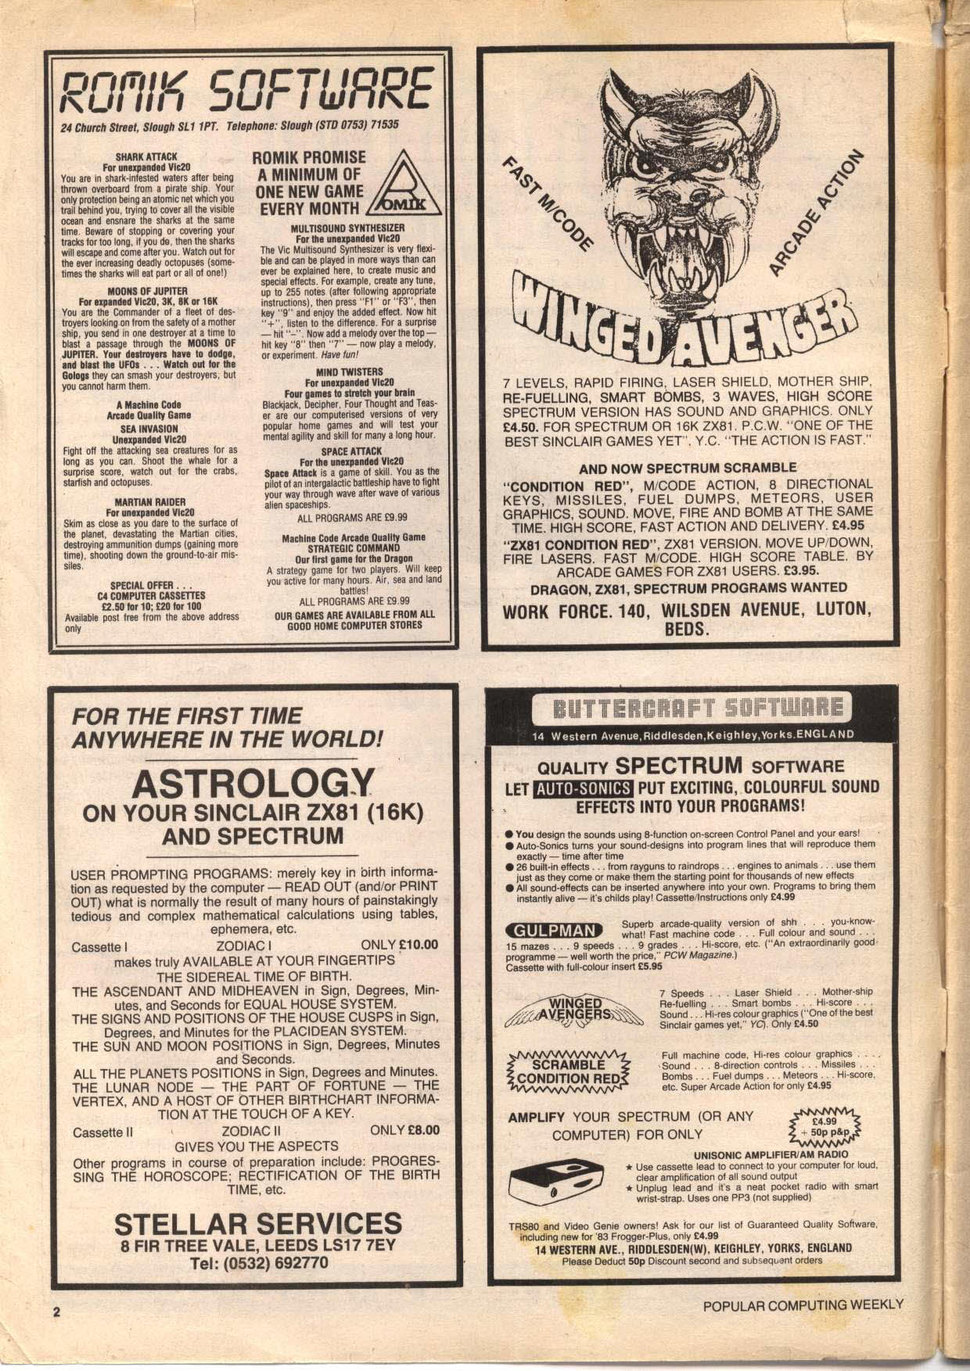 ROMIK SOFTWARE
24 Church Street, Slough SL1 1PT. Telephone: Slough (STD 0753) 71535
SHARK ATTACK
For unexpanded Vic20
You are in shark-infested waters after being
thrown overboard from a pirate ship. Your
only protection being an atomic net which you
trail behind you, trying to cover all the visible
ocean and ensnare the sharks at the same
time. Beware of stopping or covering your
tracks for too long, if you do, then the sharks
will escape and come after you. Watch out for
the ever increasing deadly octopuses (some-
times the sharks will eat part or all of one!)
MOONS OF JUPITER
For expanded Vic20, 3K, 8K or 16K
You are the Commander of a fleet of des-
troyers looking on from the safety of a mother
ship, you send in one destroyer at a time to
blast a passage through the MOONS OF
JUPITER. Your destroyers have to dodge,
and blast the UFOs . . . Watch out for the
Gologs they can smash your destroyers, but
you cannot harm them.
A Machine Code
Arcade Quality Game
SEA INVASION
Unexpanded Vic20
Fight off the attacking sea creatures for as
long as you can. Shoot the whale for a
surprise score, watch out for the crabs,
starfish and octopuses.
MARTIAN RAIDER
For unexpanded Vic20
Skim as close as you dare to the surface of
the planet, devastating the Martian cities,
destroying ammunition dumps (gaining more
time), shooting down the ground-to-air mis-
siles.
SPECIAL OFFER . . .
C4 COMPUTER CASSETTES
£2.50 for 10; £20 for 100
Available post free from the above address
only
ROMIK PROMISE
A MINIMUM OF
ONE NEW GAME
EVERY MONTH
ROMIK
MULTISOUND SYNTHESIZER
For the unexpanded Vic20
The Vic Multisound Synthesizer is very flexi-
ble and can be played in more ways than can
ever be explained here, to create music and
special effects. For example, create any tune,
up to 255 notes (after following appropriate
instructions), then press "F1" or "F3", then
key "9" and enjoy the added effect. Now hit
"+", listen to the difference. For a surprise
— hit "–". Now add a melody over the top —
hit key "8" then "7" — now play a melody,
or experiment. Have fun!
MIND TWISTERS
For unexpanded Vic20
Four games to stretch your brain
Blackjack, Decipher, Four Thought and Teas-
er are our computerised versions of very
popular home games and will test your
mental agility and skill for many a long hour.
SPACE ATTACK
For the unexpanded Vic20
Space Attack is a game of skill. You as the
pilot of an intergalactic battleship have to fight
your way through wave after wave of various
alien spaceships.
ALL PROGRAMS ARE £9.99
Machine Code Arcade Quality Game
STRATEGIC COMMAND
Our first game for the Dragon
A strategy game for two players. Will keep
you active for many hours. Air, sea and land
battles!
ALL PROGRAMS ARE £9.99
OUR GAMES ARE AVAILABLE FROM ALL
GOOD HOME COMPUTER STORES
FAST M/CODE
ARCADE ACTION
WINGED AVENGER
7 LEVELS, RAPID FIRING, LASER SHIELD, MOTHER SHIP,
RE-FUELLING, SMART BOMBS, 3 WAVES, HIGH SCORE
SPECTRUM VERSION HAS SOUND AND GRAPHICS. ONLY
£4.50. FOR SPECTRUM OR 16K ZX81. P.C.W. "ONE OF THE
BEST SINCLAIR GAMES YET", Y.C. "THE ACTION IS FAST."
AND NOW SPECTRUM SCRAMBLE
"CONDITION RED", M/CODE ACTION, 8 DIRECTIONAL
KEYS, MISSILES, FUEL DUMPS, METEORS, USER
GRAPHICS, SOUND. MOVE, FIRE AND BOMB AT THE SAME
TIME. HIGH SCORE, FAST ACTION AND DELIVERY. £4.95
"ZX81 CONDITION RED", ZX81 VERSION. MOVE UP/DOWN,
FIRE LASERS. FAST M/CODE. HIGH SCORE TABLE. BY
ARCADE GAMES FOR ZX81 USERS. £3.95.
DRAGON, ZX81, SPECTRUM PROGRAMS WANTED
WORK FORCE. 140, WILSDEN AVENUE, LUTON,
BEDS.
FOR THE FIRST TIME
ANYWHERE IN THE WORLD!
ASTROLOGY
ON YOUR SINCLAIR ZX81 (16K)
AND SPECTRUM
USER PROMPTING PROGRAMS: merely key in birth informa-
tion as requested by the computer — READ OUT (and/or PRINT
OUT) what is normally the result of many hours of painstakingly
tedious and complex mathematical calculations using tables,
ephemera, etc.
Cassette I ZODIAC I ONLY £10.00
makes truly AVAILABLE AT YOUR FINGERTIPS
THE SIDEREAL TIME OF BIRTH.
THE ASCENDANT AND MIDHEAVEN in Sign, Degrees, Min-
utes, and Seconds for EQUAL HOUSE SYSTEM.
THE SIGNS AND POSITIONS OF THE HOUSE CUSPS in Sign,
Degrees, and Minutes for the PLACIDEAN SYSTEM.
THE SUN AND MOON POSITIONS in Sign, Degrees, Minutes
and Seconds.
ALL THE PLANETS POSITIONS in Sign, Degrees and Minutes.
THE LUNAR NODE — THE PART OF FORTUNE — THE
VERTEX, AND A HOST OF OTHER BIRTHCHART INFORMA-
TION AT THE TOUCH OF A KEY.
Cassette II ZODIAC II ONLY £8.00
GIVES YOU THE ASPECTS
Other programs in course of preparation include: PROGRES-
SING THE HOROSCOPE; RECTIFICATION OF THE BIRTH
TIME, etc.
STELLAR SERVICES
8 FIR TREE VALE, LEEDS LS17 7EY
Tel: (0532) 692770
BUTTERCRAFT SOFTWARE
14 Western Avenue, Riddlesden, Keighley, Yorks. ENGLAND
QUALITY SPECTRUM SOFTWARE
LET AUTO-SONICS PUT EXCITING, COLOURFUL SOUND
EFFECTS INTO YOUR PROGRAMS!
● You design the sounds using 8-function on-screen Control Panel and your ears!
● Auto-Sonics turns your sound-designs into program lines that will reproduce them
exactly — time after time
● 26 built-in effects . . . from rayguns to raindrops . . . engines to animals . . . use them
just as they come or make them the starting point for thousands of new effects
● All sound-effects can be inserted anywhere into your own. Programs to bring them
instantly alive — it's childs play! Cassette/Instructions only £4.99
GULPMAN Superb arcade-quality version of shh . . . you-know-
what! Fast machine code . . . Full colour and sound . . .
15 mazes . . . 9 speeds . . . 9 grades . . . Hi-score, etc. ("An extraordinarily good
programme — well worth the price," PCW Magazine.)
Cassette with full-colour insert £5.95
WINGED
AVENGERS
7 Speeds . . . Laser Shield . . . Mother-ship
Re-fuelling . . . Smart bombs . . . Hi-score . . .
Sound . . . Hi-res colour graphics ("One of the best
Sinclair games yet," YC). Only £4.50
SCRAMBLE
CONDITION RED
Full machine code, Hi-res colour graphics . . . .
Sound . . . 8-direction controls . . . Missiles . . .
Bombs . . . Fuel dumps . . . Meteors . . . Hi-score,
etc. Super Arcade Action for only £4.95
AMPLIFY YOUR SPECTRUM (OR ANY
COMPUTER) FOR ONLY
£4.99
+ 50p p&p
UNISONIC AMPLIFIER/AM RADIO
★ Use cassette lead to connect to your computer for loud,
clear amplification of all sound output
★ Unplug lead and it's a neat pocket radio with smart
wrist-strap. Uses one PP3 (not supplied)
TRS80 and Video Genie owners! Ask for our list of Guaranteed Quality Software,
including new for '83 Frogger-Plus, only £4.99
14 WESTERN AVE., RIDDLESDEN(W), KEIGHLEY, YORKS, ENGLAND
Please Deduct 50p Discount second and subsequent orders
2
POPULAR COMPUTING WEEKLY